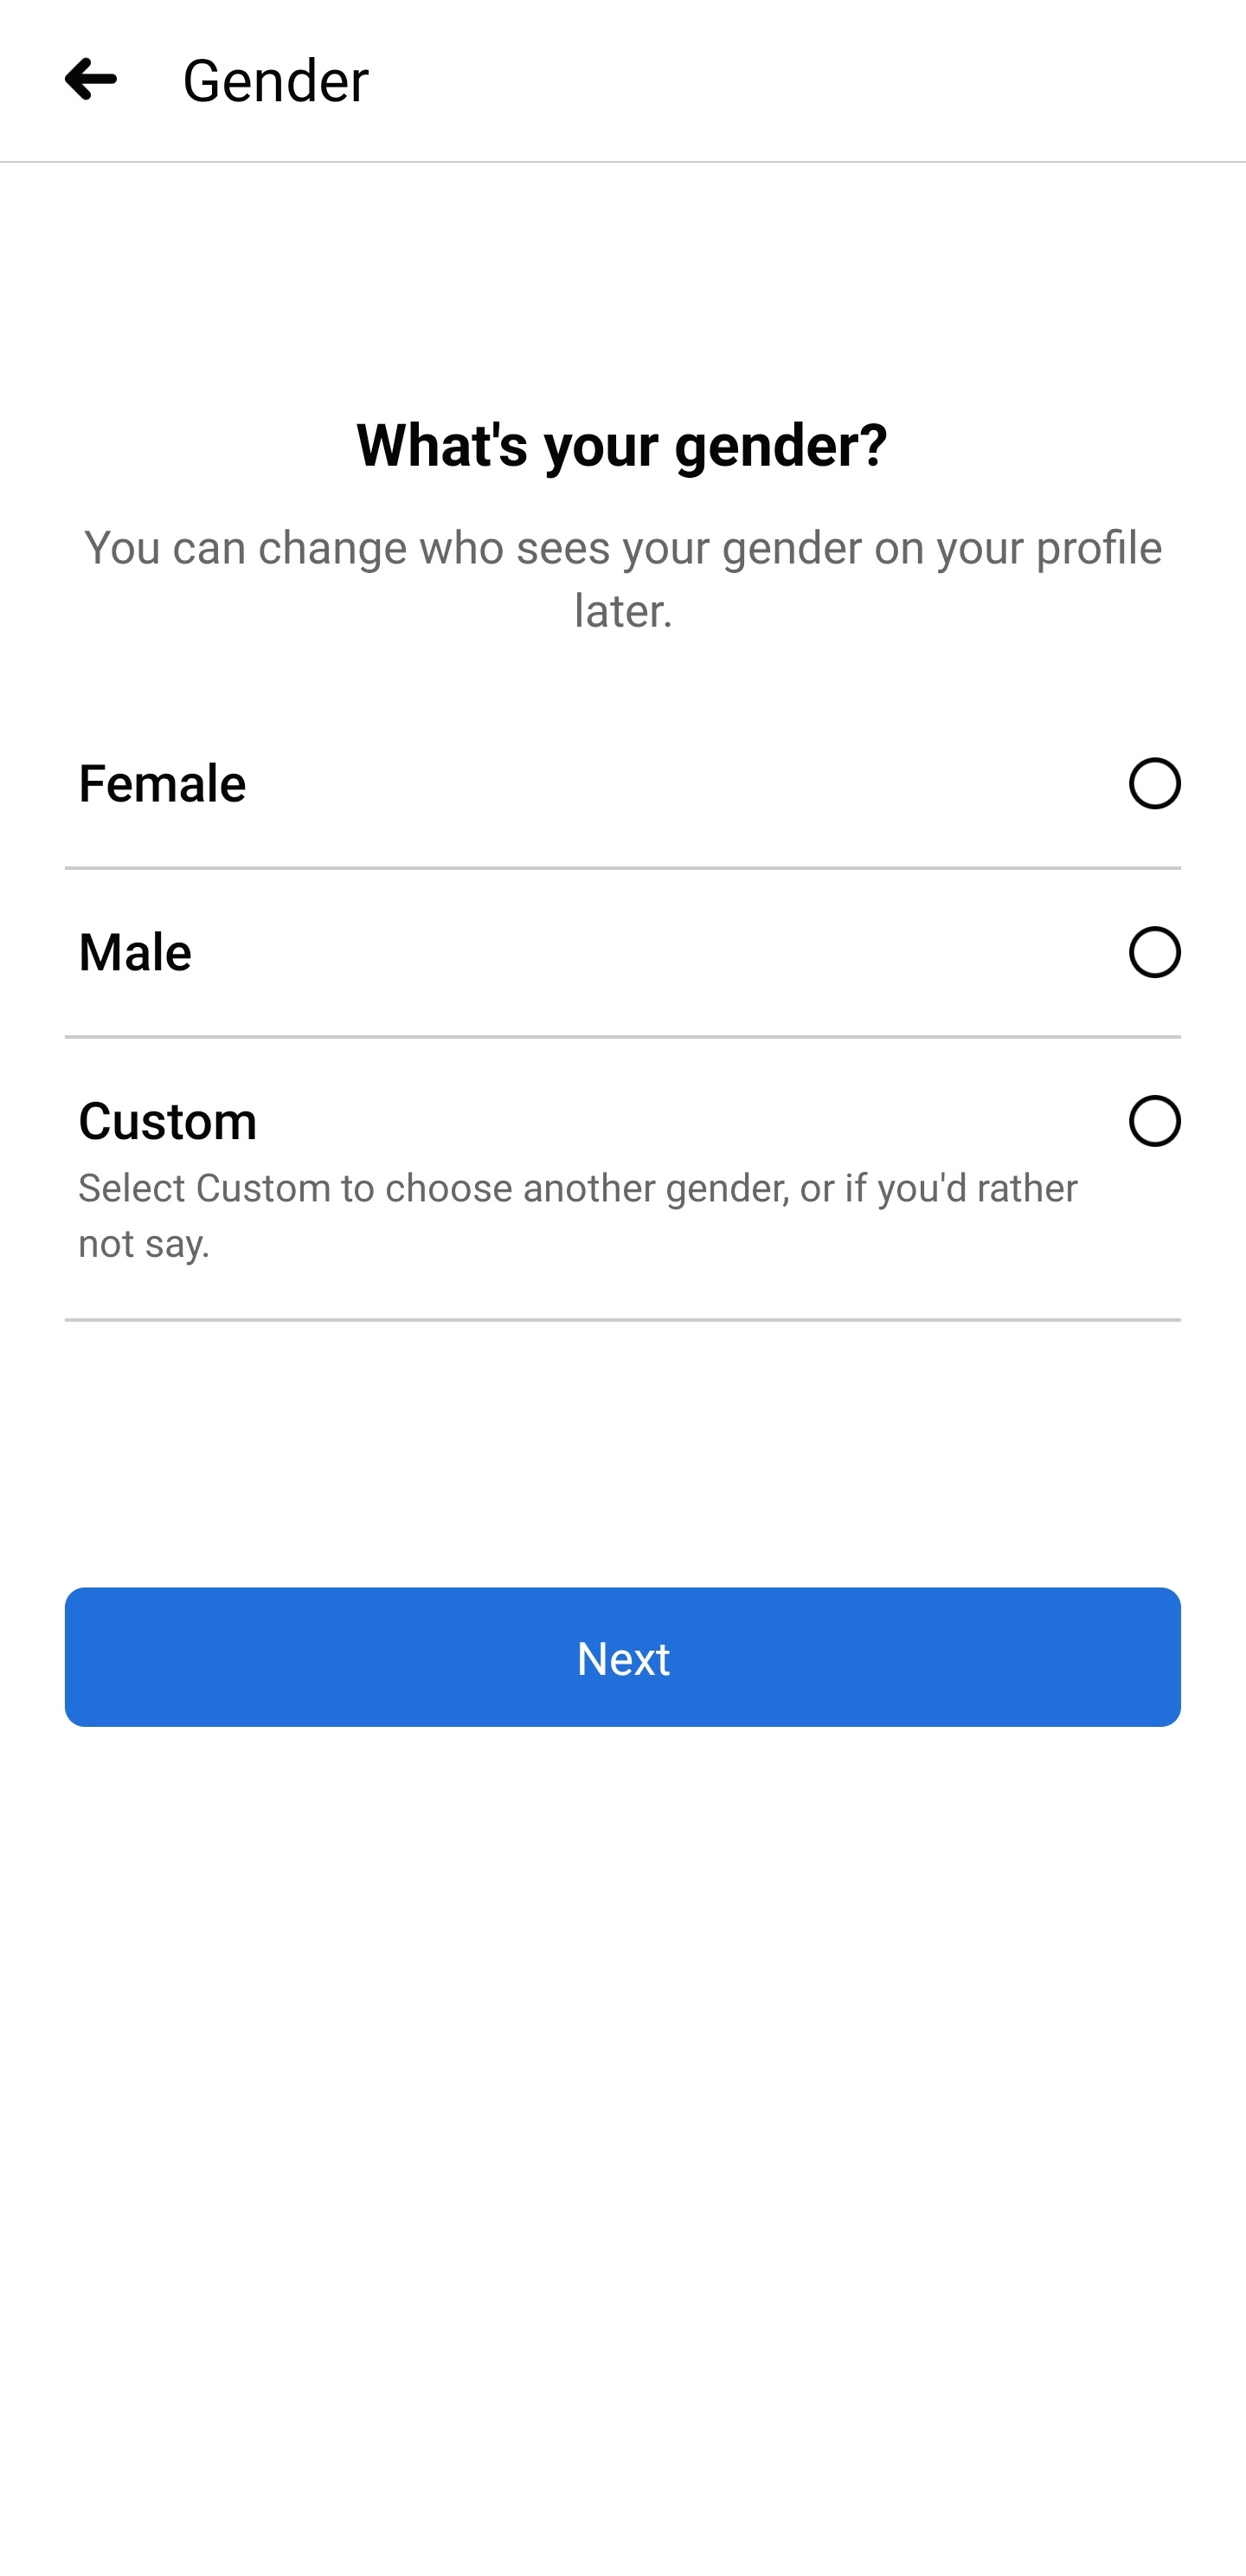 Gender
What's your gender?
You can change who sees your gender on your profile
later.
Female
Male
Custom
Select Custom to choose another gender, or if you'd rather
not say.
Next